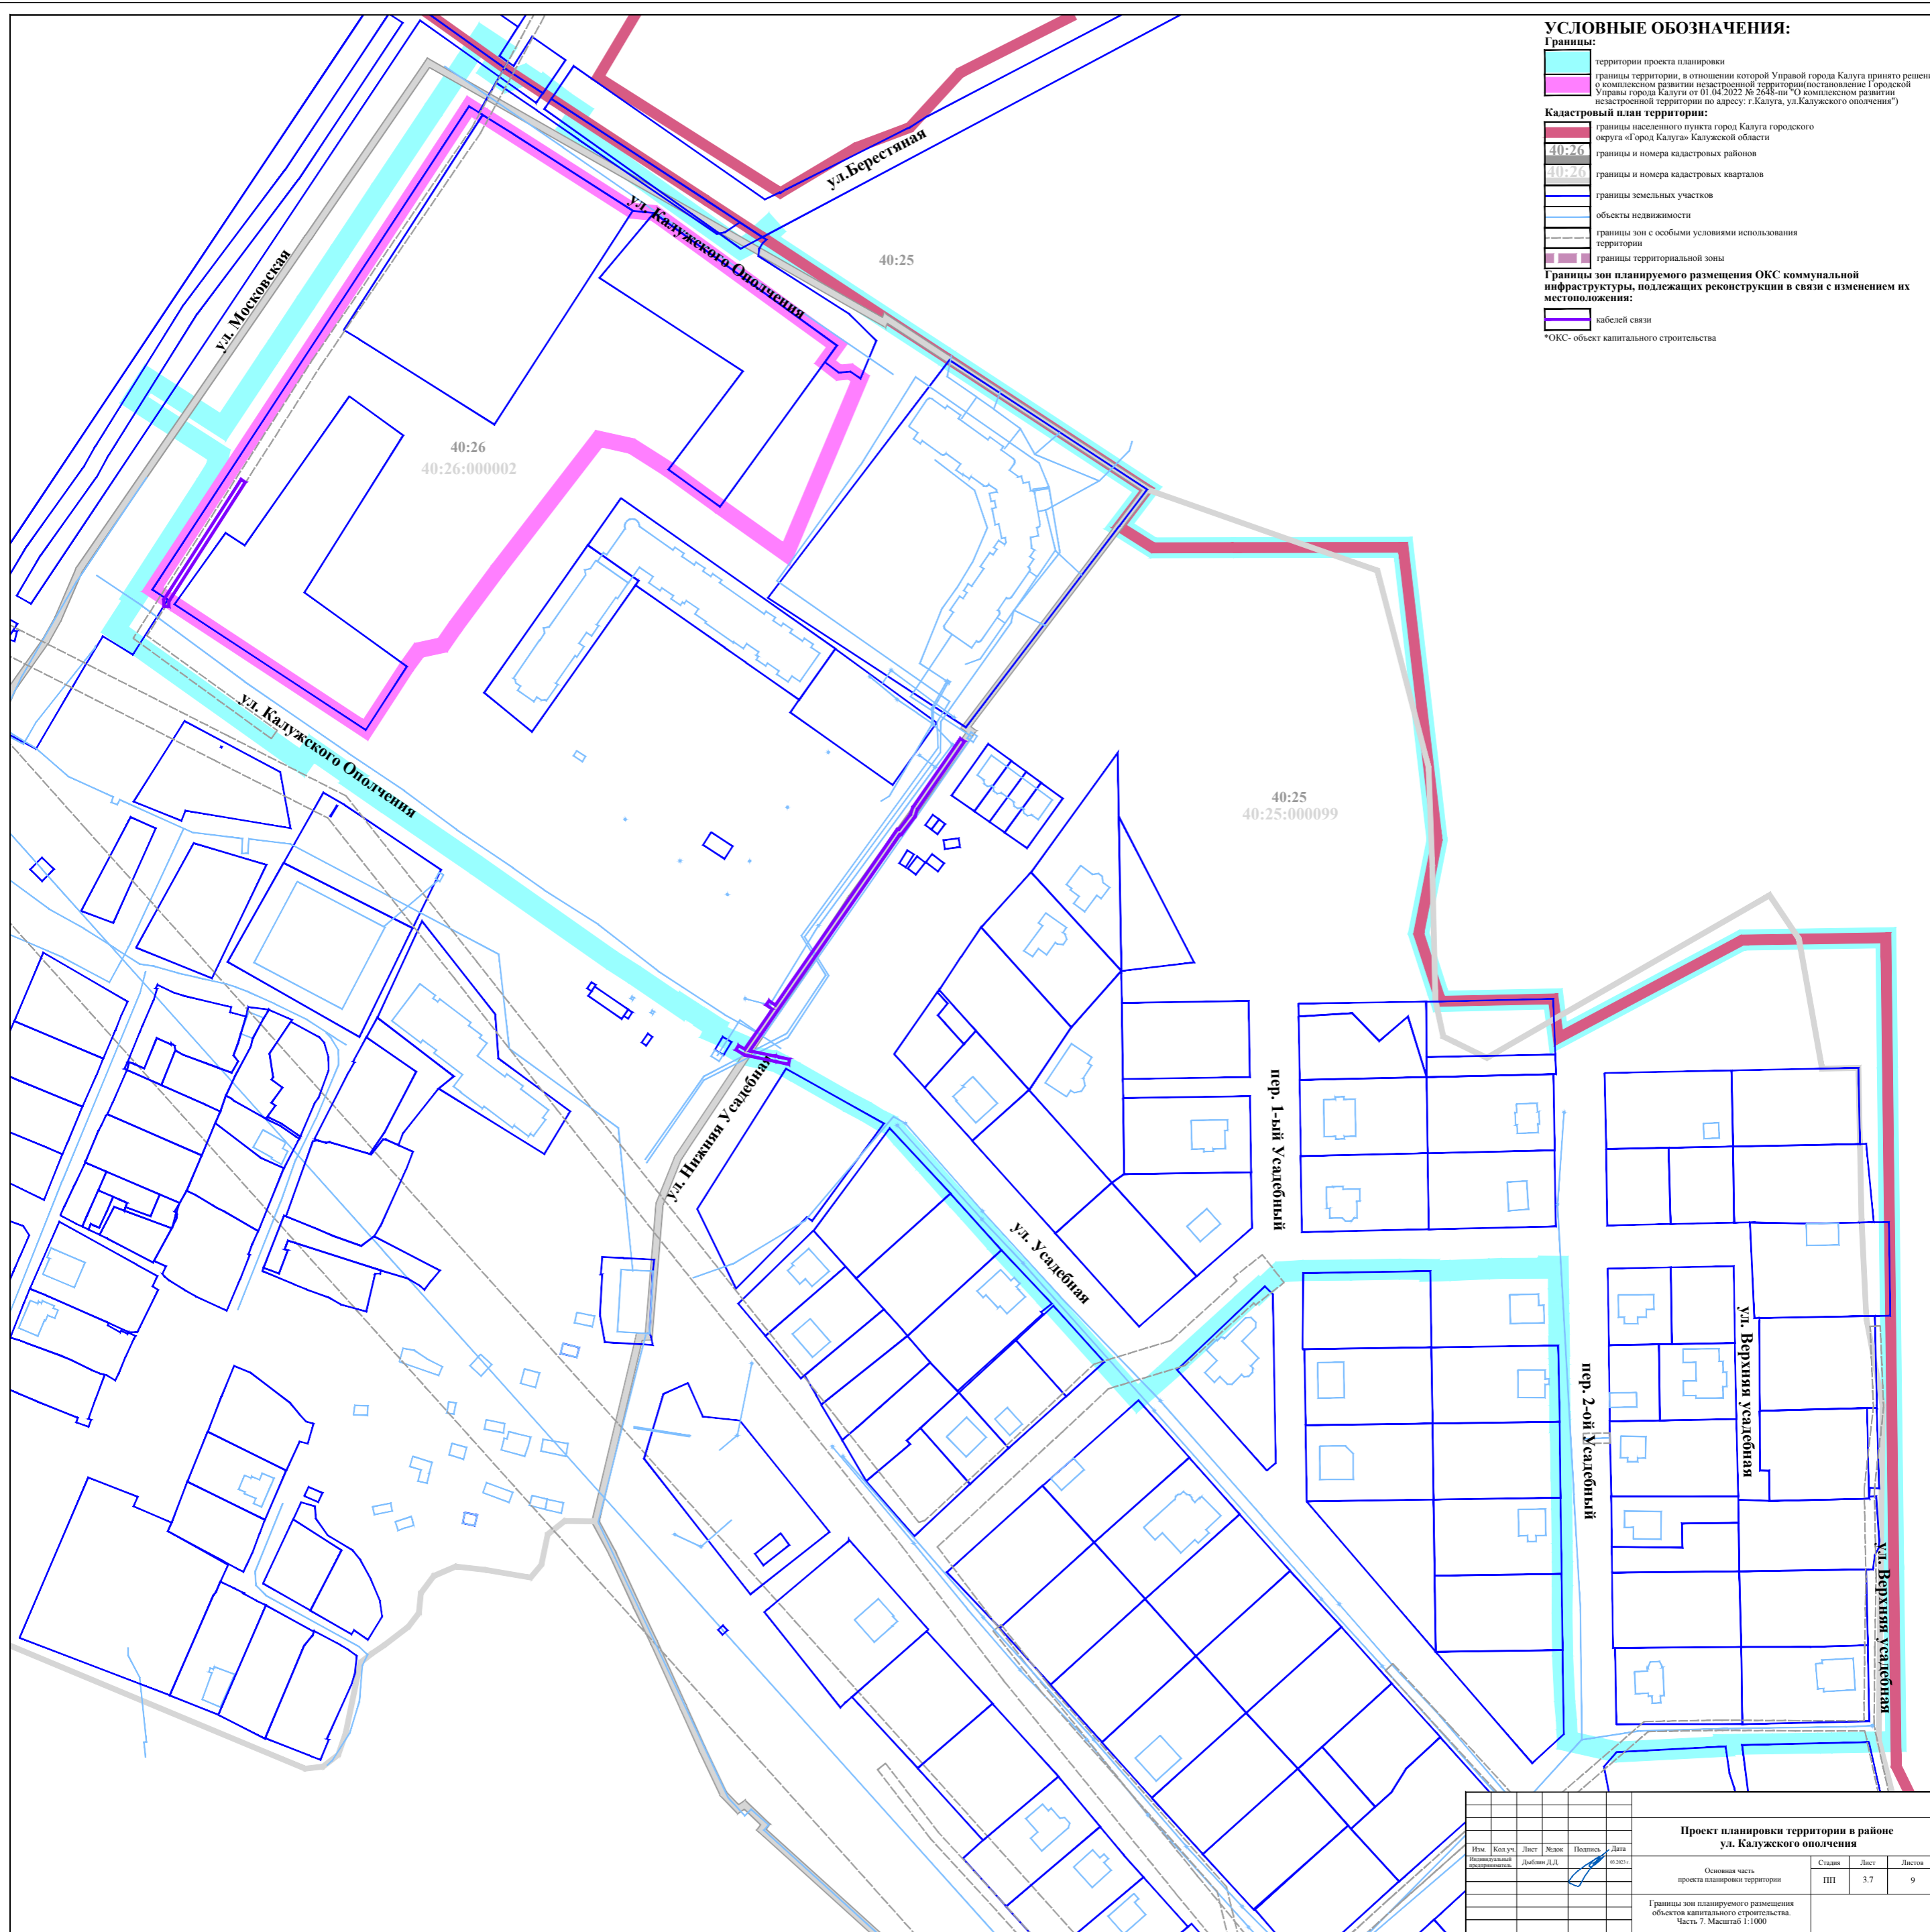 УСЛОВНЫЕ ОБОЗНАЧЕНИЯ:
Границы:
территории проекта планировки
границы территории, в отношении которой Управой города Калуга принято решен
о комплексном развитии незастроенной территории(постановление Городской
Управы города Калуги от 01.04.2022 № 2648-пи "О комплексном развитии
незастроенной территории по адресу: г.Калуга, ул.Калужского ополчения")
Кадастровый план территории:
границы населенного пункта город Калуга городского
округа «Город Калуга» Калужской области
40:26
границы и номера кадастровых районов
40:26
границы и номера кадастровых кварталов
границы земельных участков
объекты недвижимости
границы зон с особыми условиями использования
территории
границы территориальной зоны
Границы зон планируемого размещения ОКС коммунальной
инфраструктуры, подлежащих реконструкции в связи с изменением их
местоположения:
кабелей связи
*ОКС- объект капитального строительства
ул.Берестяная
ул. Калужского Ополчения
ул. Московская
40:25
40:26
40:26:000002
ул. Калужского Ополчения
40:25
40:25:000099
ул. Нижняя Усадебная
пер. 1-ый Усадебный
ул. Усадебная
ул. Верхняя усадебная
пер. 2-ой Усадебный
ул. Верхняя усадебная
Проект планировки территории в районе
ул. Калужского ополчения
Изм. Кол.уч. Лист №док Подпись Дата
Индивидуальный
предприниматель
Дыблин Д.Д.
Основная часть
проекта планировки территории
Стадия Лист Листов
ПП 3.7 9
Границы зон планируемого размещения
объектов капитального строительства.
Часть 7. Масштаб 1:1000